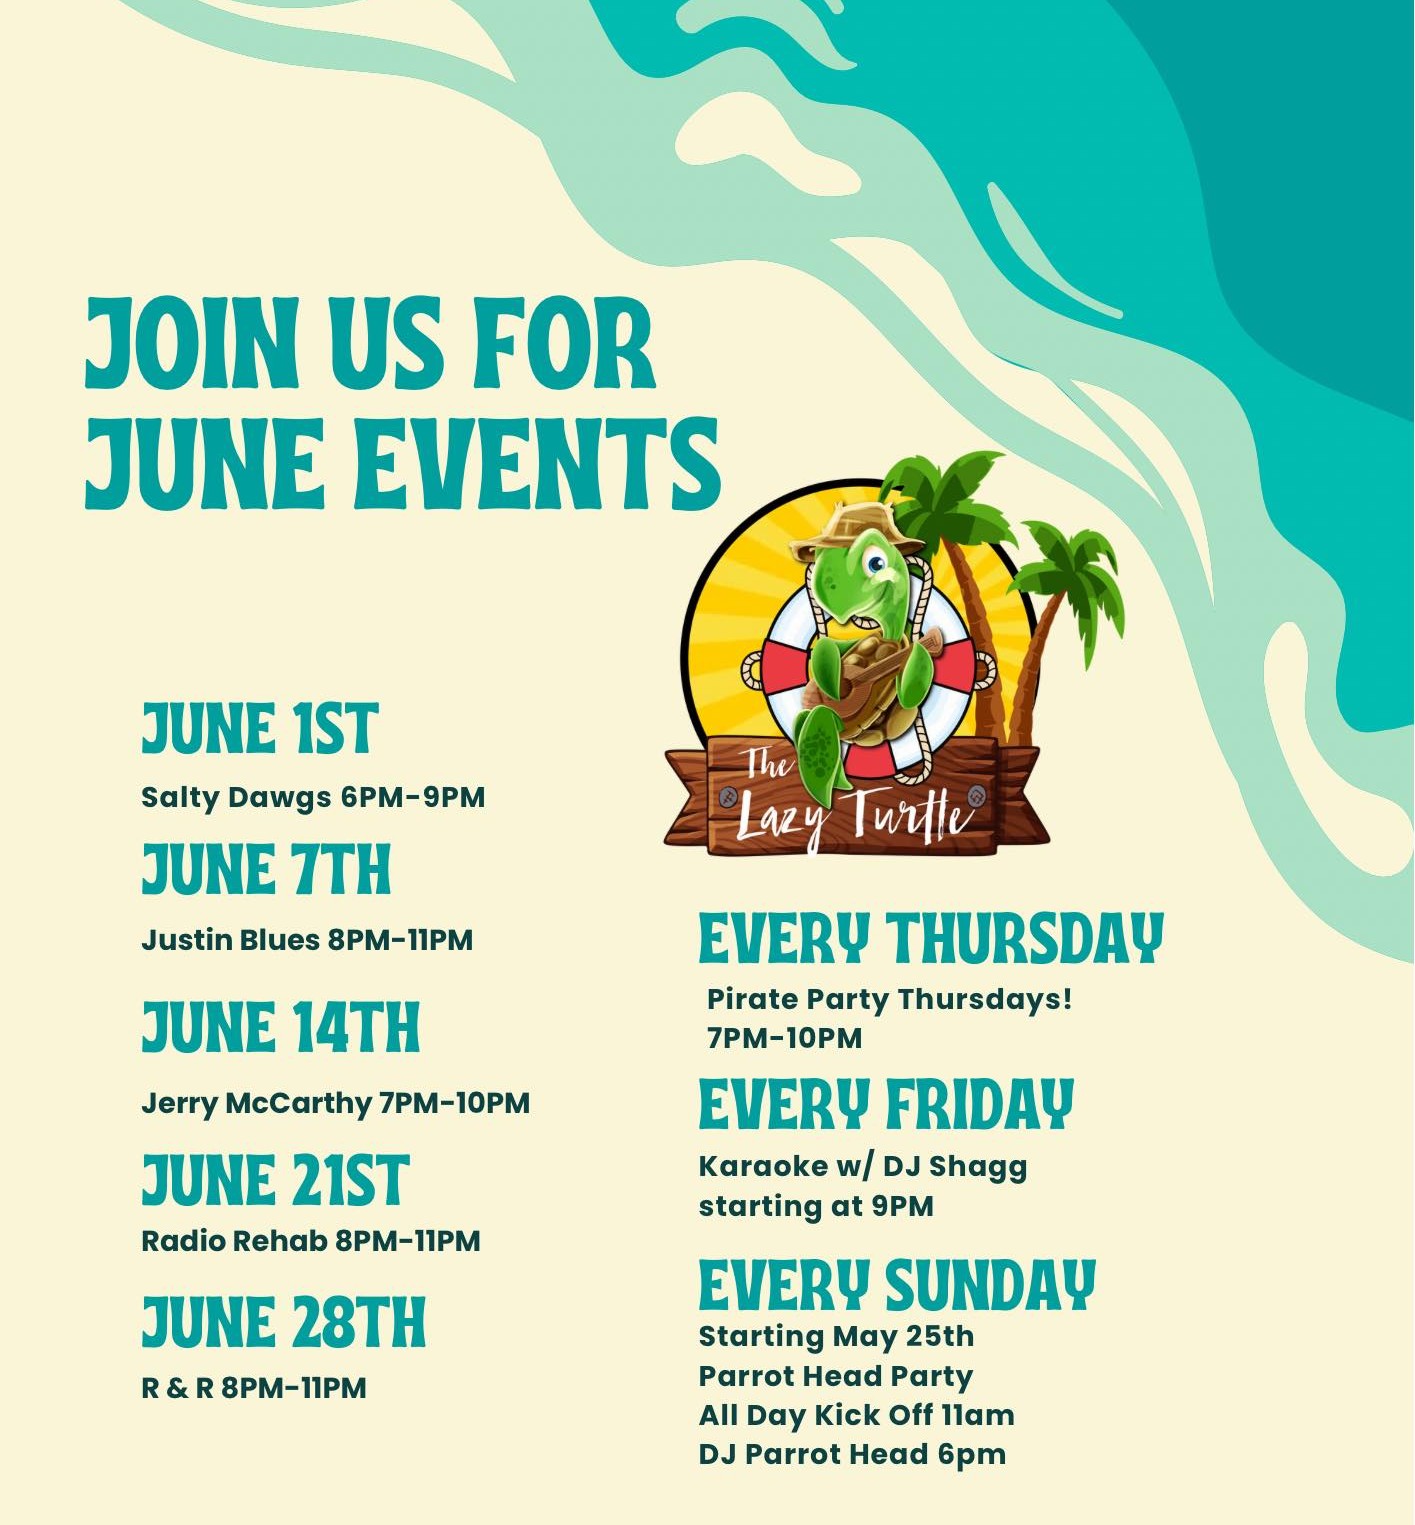 JOIN US FOR
JUNE EVENTS
The
Lazy Turtle
JUNE 1ST
Salty Dawgs 6PM-9PM
JUNE 7TH
Justin Blues 8PM-11PM
JUNE 14TH
Jerry McCarthy 7PM-10PM
JUNE 21ST
Radio Rehab 8PM-11PM
JUNE 28TH
R & R 8PM-11PM
EVERY THURSDAY
Pirate Party Thursdays!
7PM-10PM
EVERY FRIDAY
Karaoke w/ DJ Shagg
starting at 9PM
EVERY SUNDAY
Starting May 25th
Parrot Head Party
All Day Kick Off 11am
DJ Parrot Head 6pm